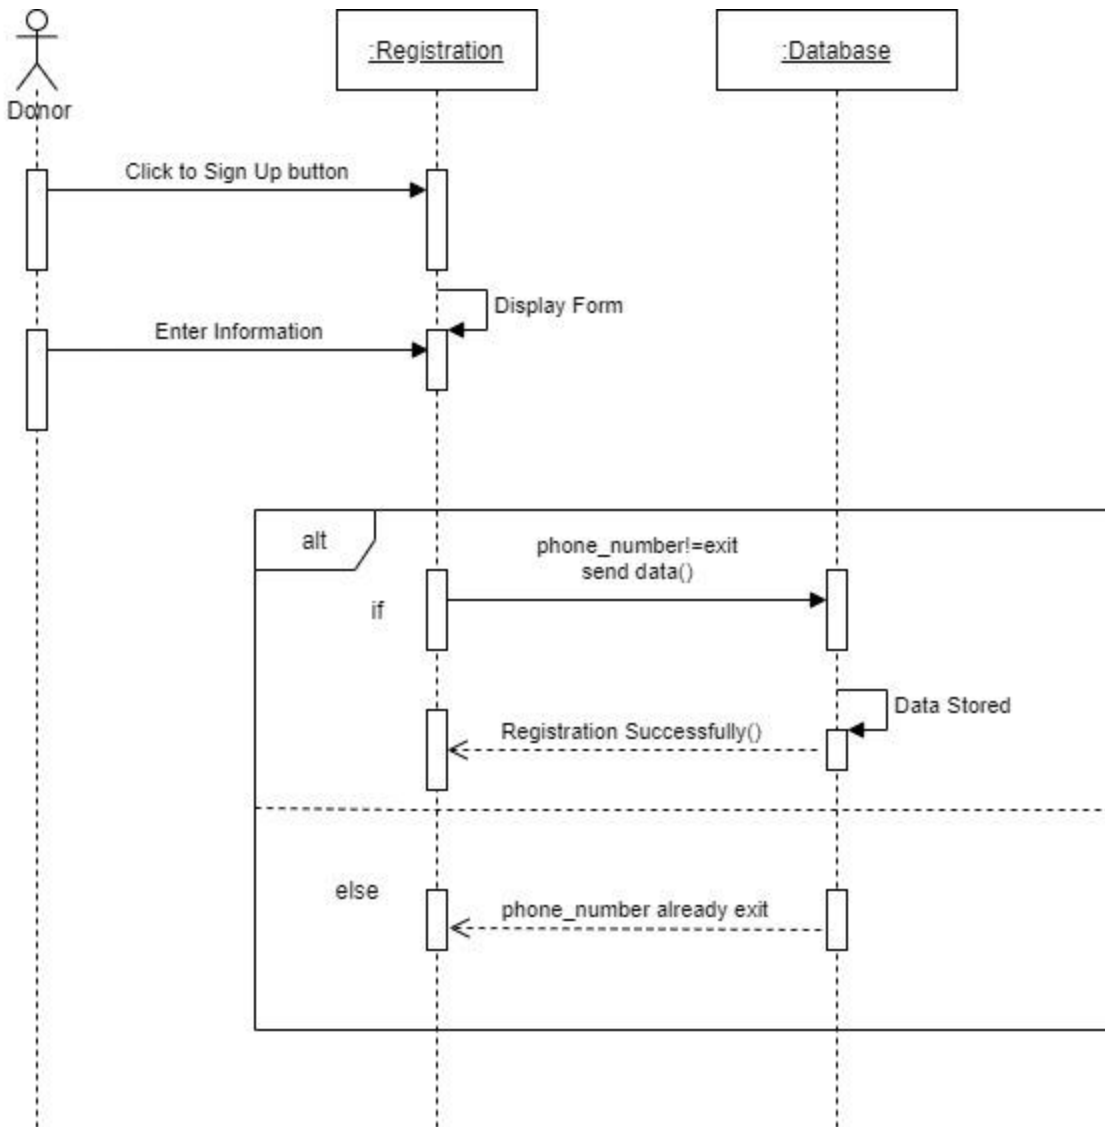 :Registration
:Database
Donor
Click to Sign Up button
Display Form
Enter Information
alt
phone_number!=exit
send data()
if
Data Stored
Registration Successfully()
else
phone_number already exit